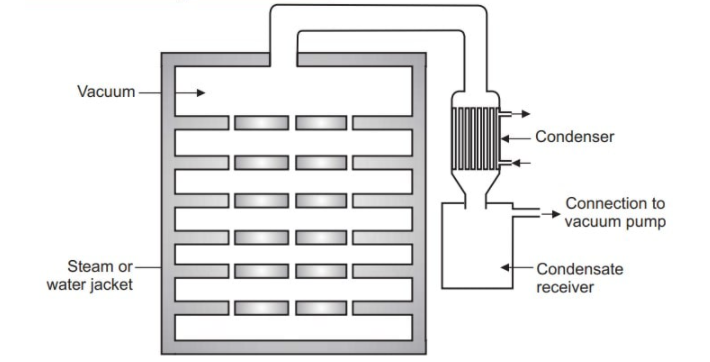 Vacuum
Condenser
Connection to
vacuum pump
Steam or
water jacket
Condensate
receiver